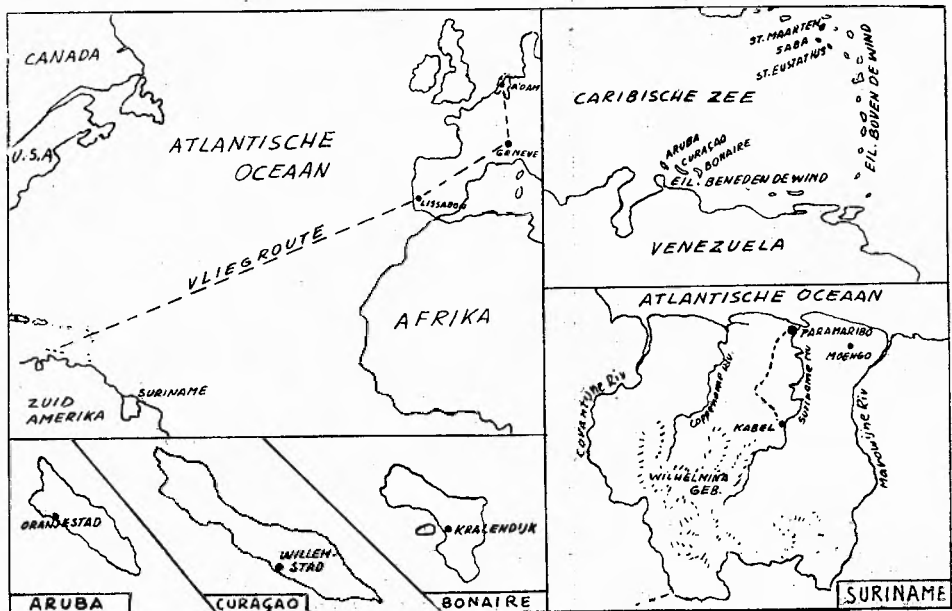 CANADA
U.S.A
ATLANTISCHE
OCEAAN
A'DAM
GENEVE
LISSABON
VLIEGROUTE
AFRIKA
SURINAME
ZUID
AMERIKA
ST. MAARTEN
SABA
ST. EUSTATIUS
CARIBISCHE ZEE
EIL. BOVEN DE WIND
ARUBA
CURAÇAO
BONAIRE
EIL. BENEDEN DE WIND
VENEZUELA
ORANJESTAD
ARUBA
WILLEM-
STAD
CURAÇAO
KRALENDIJK
BONAIRE
ATLANTISCHE OCEAAN
PARAMARIBO
MOENGO
Corantijne Riv
COPPENAME RIV.
SURINAME RIV
Marowijne Riv
KABEL
WILHELMINA
GEB.
SURINAME